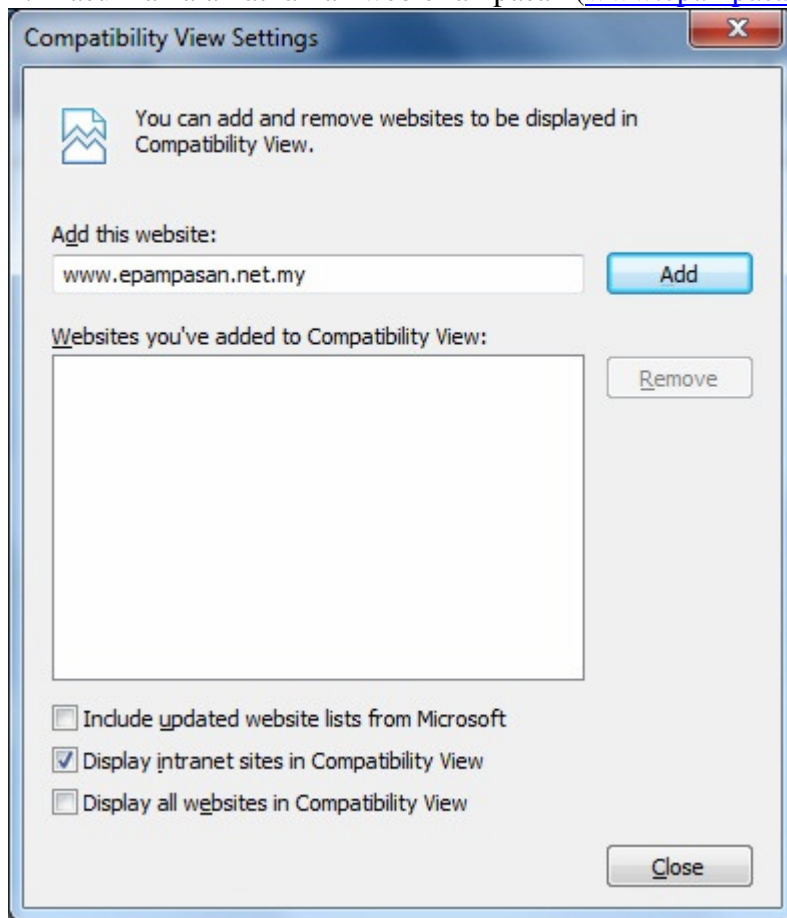 Compatibility View Settings
You can add and remove websites to be displayed in
Compatibility View.
Add this website:
www.epampasan.net.my
Add
Websites you've added to Compatibility View:
Remove
Include updated website lists from Microsoft
Display intranet sites in Compatibility View
Display all websites in Compatibility View
Close